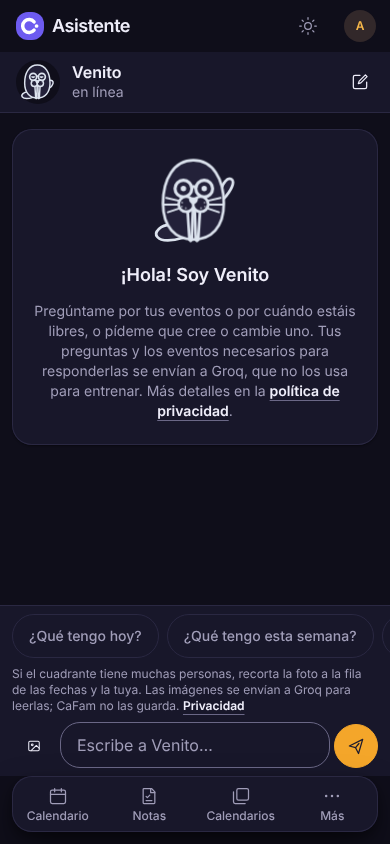 Asistente
A
Venito
en línea
¡Hola! Soy Venito
Pregúntame por tus eventos o por cuándo estáis
libres, o pídeme que cree o cambie uno. Tus
preguntas y los eventos necesarios para
responderlas se envían a Groq, que no los usa
para entrenar. Más detalles en la política de
privacidad.
¿Qué tengo hoy?
¿Qué tengo esta semana?
Si el cuadrante tiene muchas personas, recorta la foto a la fila
de las fechas y la tuya. Las imágenes se envían a Groq para
leerlas; CaFam no las guarda. Privacidad
Escribe a Venito...
Calendario
Notas
Calendarios
Más